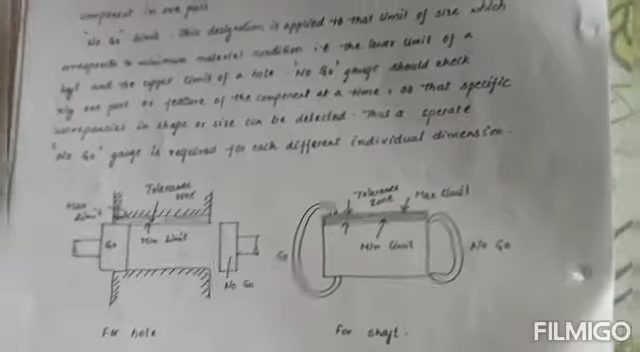 component in one pass
"No Go" Limit. This designation is applied to that limit of size which
corresponds to minimum material condition i.e the lower limit of a
and the upper limit of a hole. "No Go" gauge should check
only one part or feature of the component at a time, so that specific
discrepancies in shape or size can be detected. Thus a sperate
"No Go" gauge is required for each different individual dimension.
Tolerance zone
Max Limit
Go
Min Limit
No Go
For hole
Tolerance zone
Max Limit
Go
Min Limit
No Go
For shaft.
FILMIGO